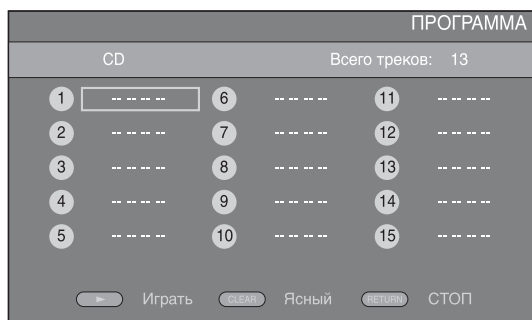 ПРОГРАММА
CD Всего треков: 13
1 -- -- -- -- 6 -- -- -- -- 11 -- -- -- --
2 -- -- -- -- 7 -- -- -- -- 12 -- -- -- --
3 -- -- -- -- 8 -- -- -- -- 13 -- -- -- --
4 -- -- -- -- 9 -- -- -- -- 14 -- -- -- --
5 -- -- -- -- 10 -- -- -- -- 15 -- -- -- --
Играть CLEAR Ясный RETURN СТОП